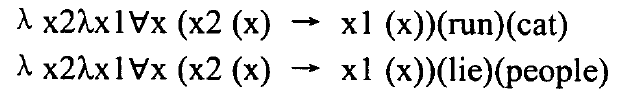 λ x2λx1∀x (x2 (x) → x1 (x))(run)(cat)
λ x2λx1∀x (x2 (x) → x1 (x))(lie)(people)